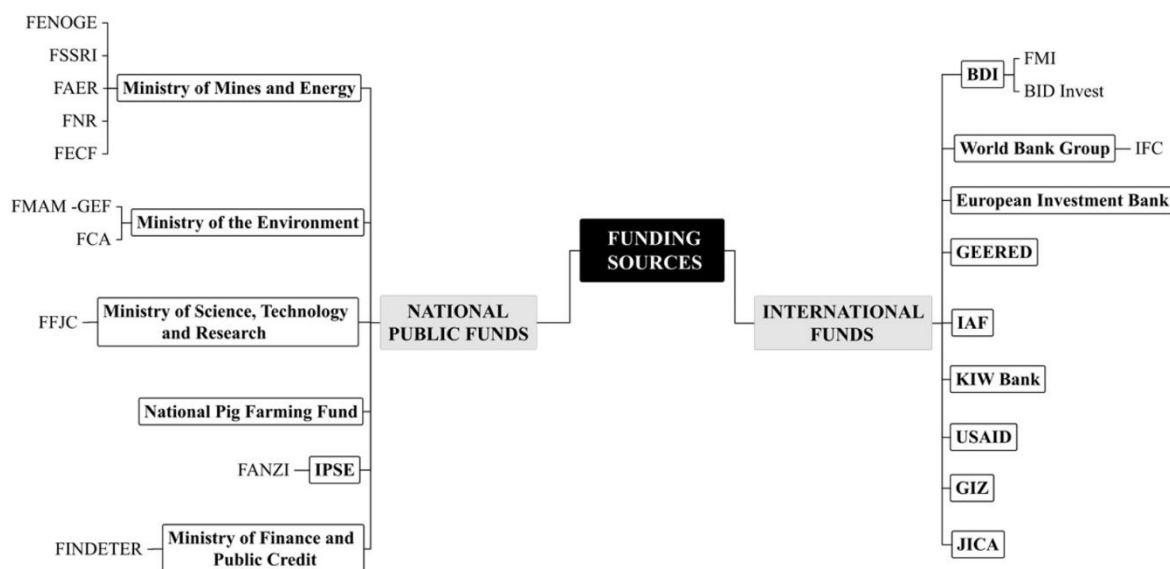 FENOGE
FSSRI
FAER
FNR
FECF
Ministry of Mines and Energy
FMAM -GEF
FCA
Ministry of the Environment
FFJC
Ministry of Science, Technology
and Research
National Pig Farming Fund
FANZI
IPSE
FINDETER
Ministry of Finance and
Public Credit
NATIONAL
PUBLIC FUNDS
FUNDING
SOURCES
INTERNATIONAL
FUNDS
BDI
FMI
BID Invest
World Bank Group
IFC
European Investment Bank
GEERED
IAF
KIW Bank
USAID
GIZ
JICA